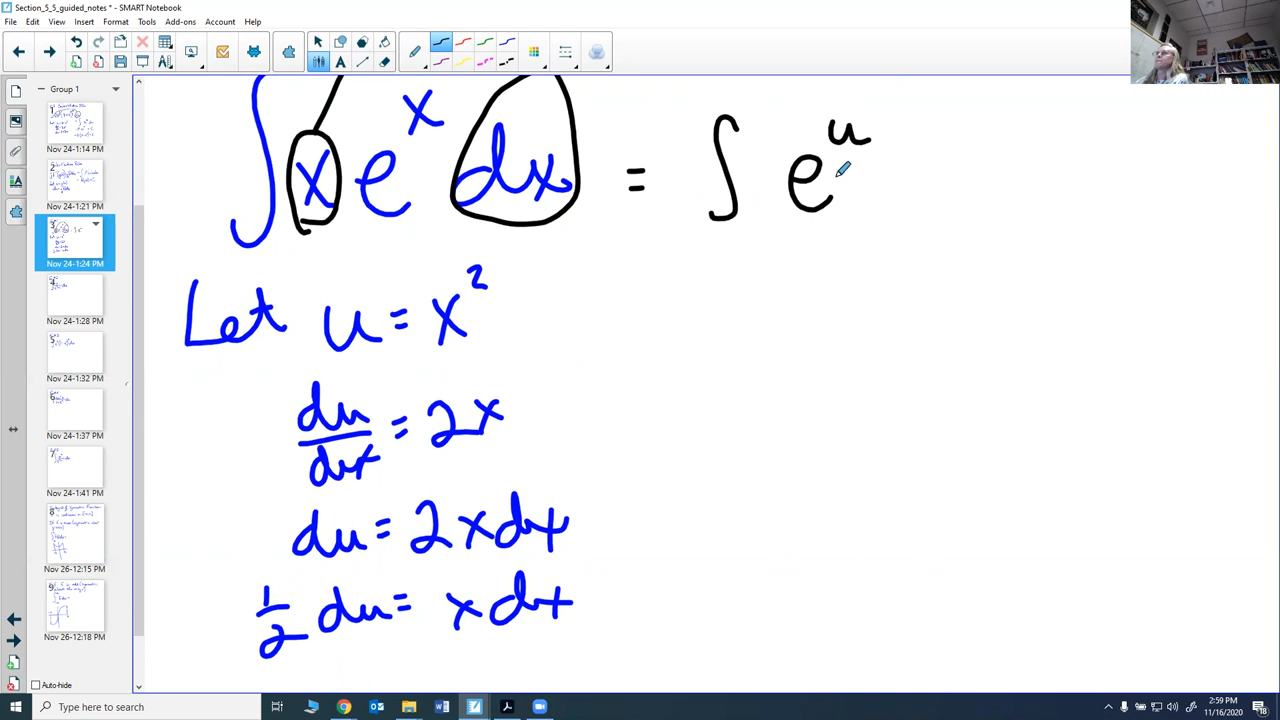 Section_5_5_guided_notes * - SMART Notebook
File Edit View Insert Format Tools Add-ons Account Help
Group 1
Nov 24-1:21 PM
Nov 24-1:21 PM
Nov 24-1:24 PM
Nov 24-1:28 PM
Nov 24-1:32 PM
Nov 24-1:37 PM
Nov 24-1:41 PM
Nov 26-12:15 PM
Nov 26-12:18 PM
Auto-hide
∫ x e^x dx = ∫ e^u
Let u = x^2
du/dx = 2x
du = 2x dx
1/2 du = x dx
Type here to search
2:59 PM
11/16/2020
18